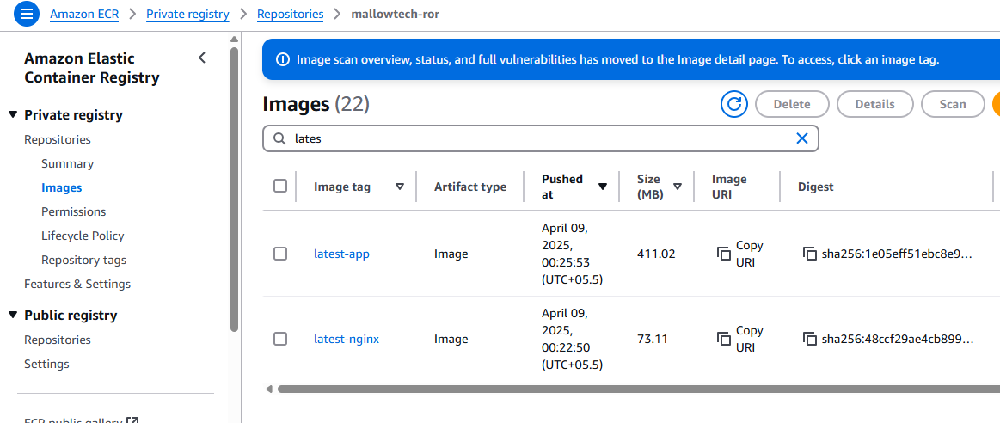 Amazon ECR > Private registry > Repositories > mallowtech-ror
Amazon Elastic
Container Registry
Private registry
Repositories
Summary
Images
Permissions
Lifecycle Policy
Repository tags
Features & Settings
Public registry
Repositories
Settings
ECR public gallery
Image scan overview, status, and full vulnerabilities has moved to the Image detail page. To access, click an image tag.
Images (22)
Delete
Details
Scan
lates
Image tag
Artifact type
Pushed
at
Size
(MB)
Image
URI
Digest
latest-app
Image
April 09,
2025,
00:25:53
(UTC+05.5)
411.02
Copy
URI
sha256:1e05eff51ebc8e9...
latest-nginx
Image
April 09,
2025,
00:22:50
(UTC+05.5)
73.11
Copy
URI
sha256:48ccf29ae4cb899...